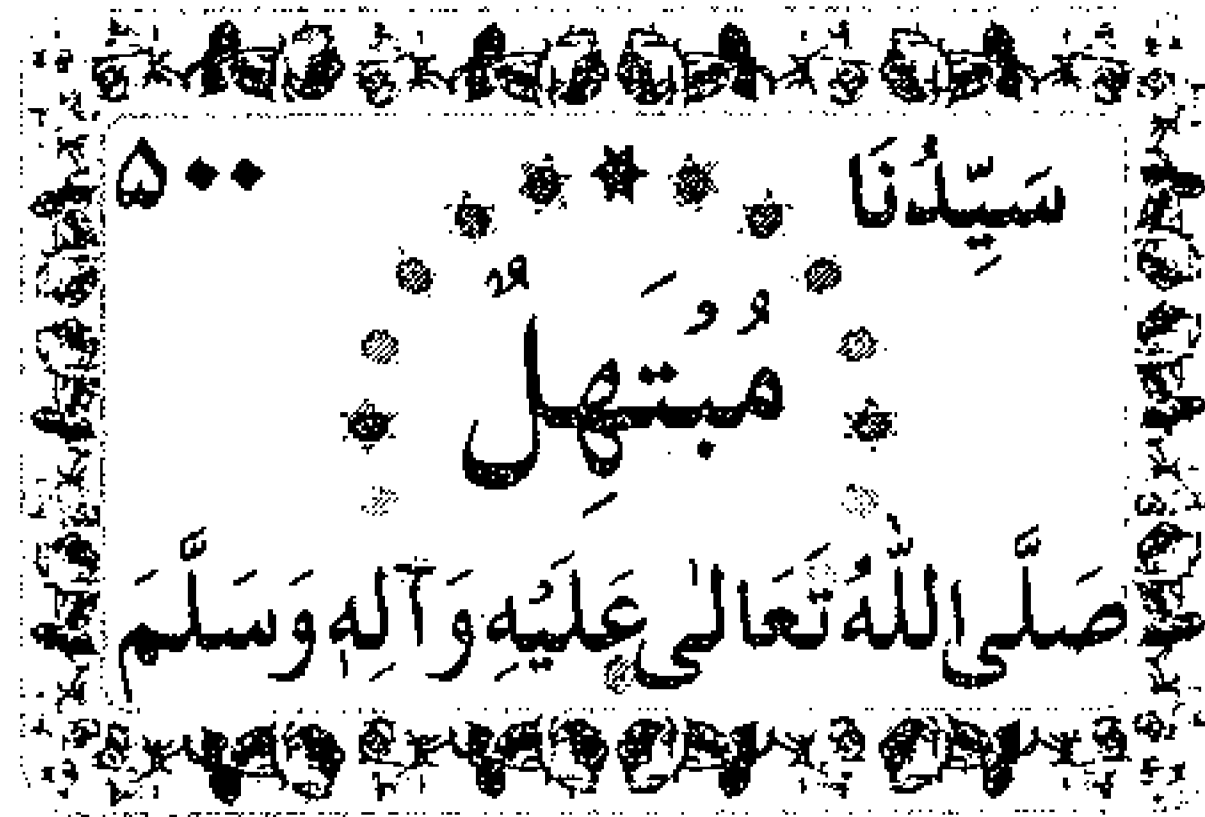 سَيِّدُنَا ۵۰۰
مُبْتَهِلٌ
صَلَّى اللّٰهُ تَعَالٰى عَلَيْهِ وَآلِهٖ وَسَلَّمَ